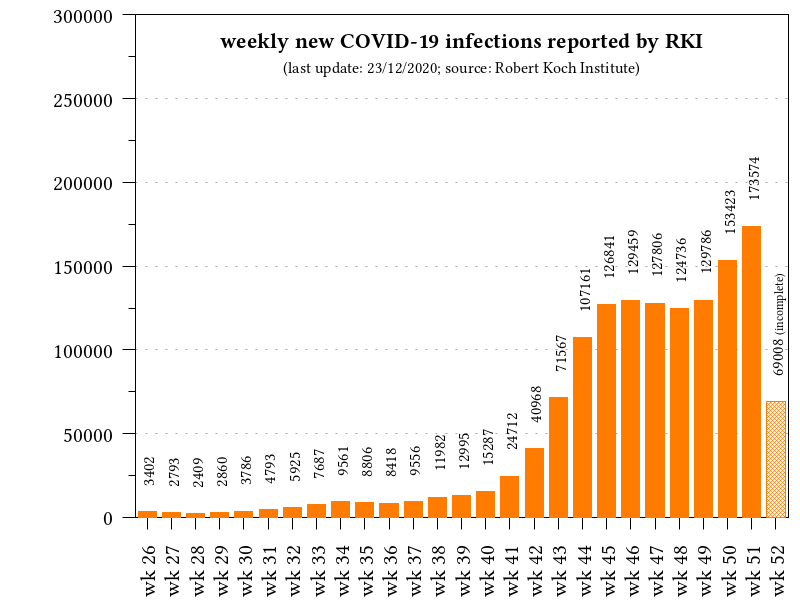 weekly new COVID-19 infections reported by RKI
(last update: 23/12/2020; source: Robert Koch Institute)
300000
250000
200000
150000
100000
50000
0
3402
2793
2409
2860
3786
4793
5925
7687
9561
8806
8418
9556
11982
12995
15287
24712
40968
71567
107161
126841
129459
127806
124736
129786
153423
173574
69008 (incomplete)
wk 26
wk 27
wk 28
wk 29
wk 30
wk 31
wk 32
wk 33
wk 34
wk 35
wk 36
wk 37
wk 38
wk 39
wk 40
wk 41
wk 42
wk 43
wk 44
wk 45
wk 46
wk 47
wk 48
wk 49
wk 50
wk 51
wk 52